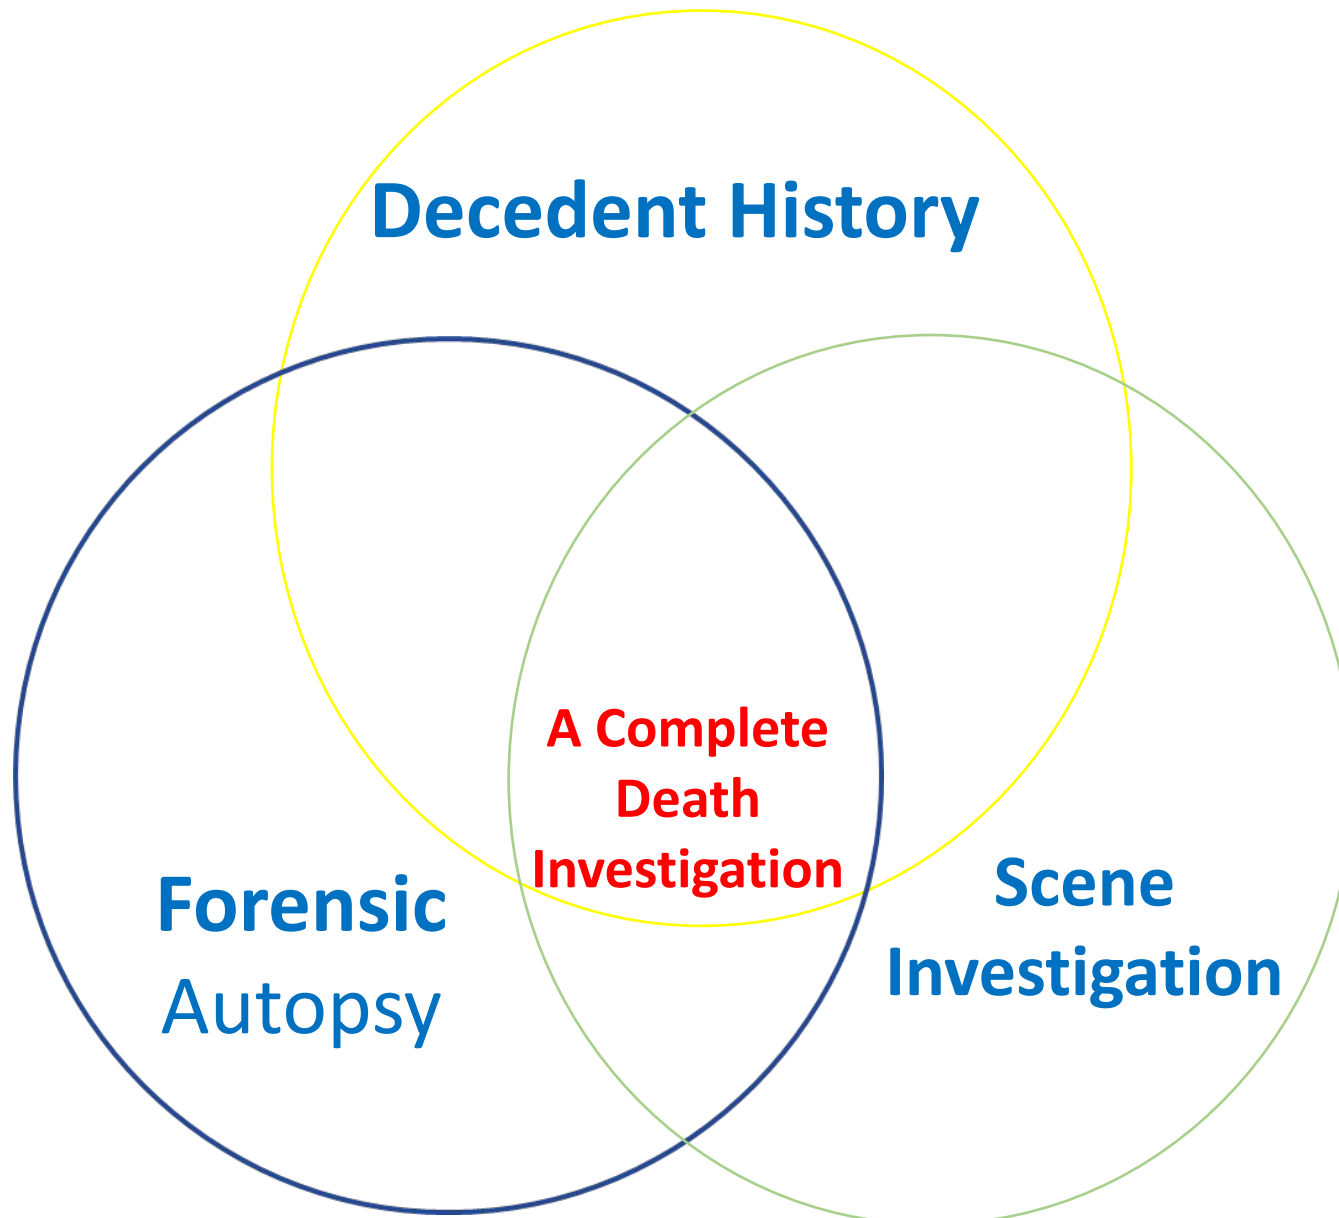 Decedent History
A Complete
Death
Investigation
Forensic
Autopsy
Scene
Investigation